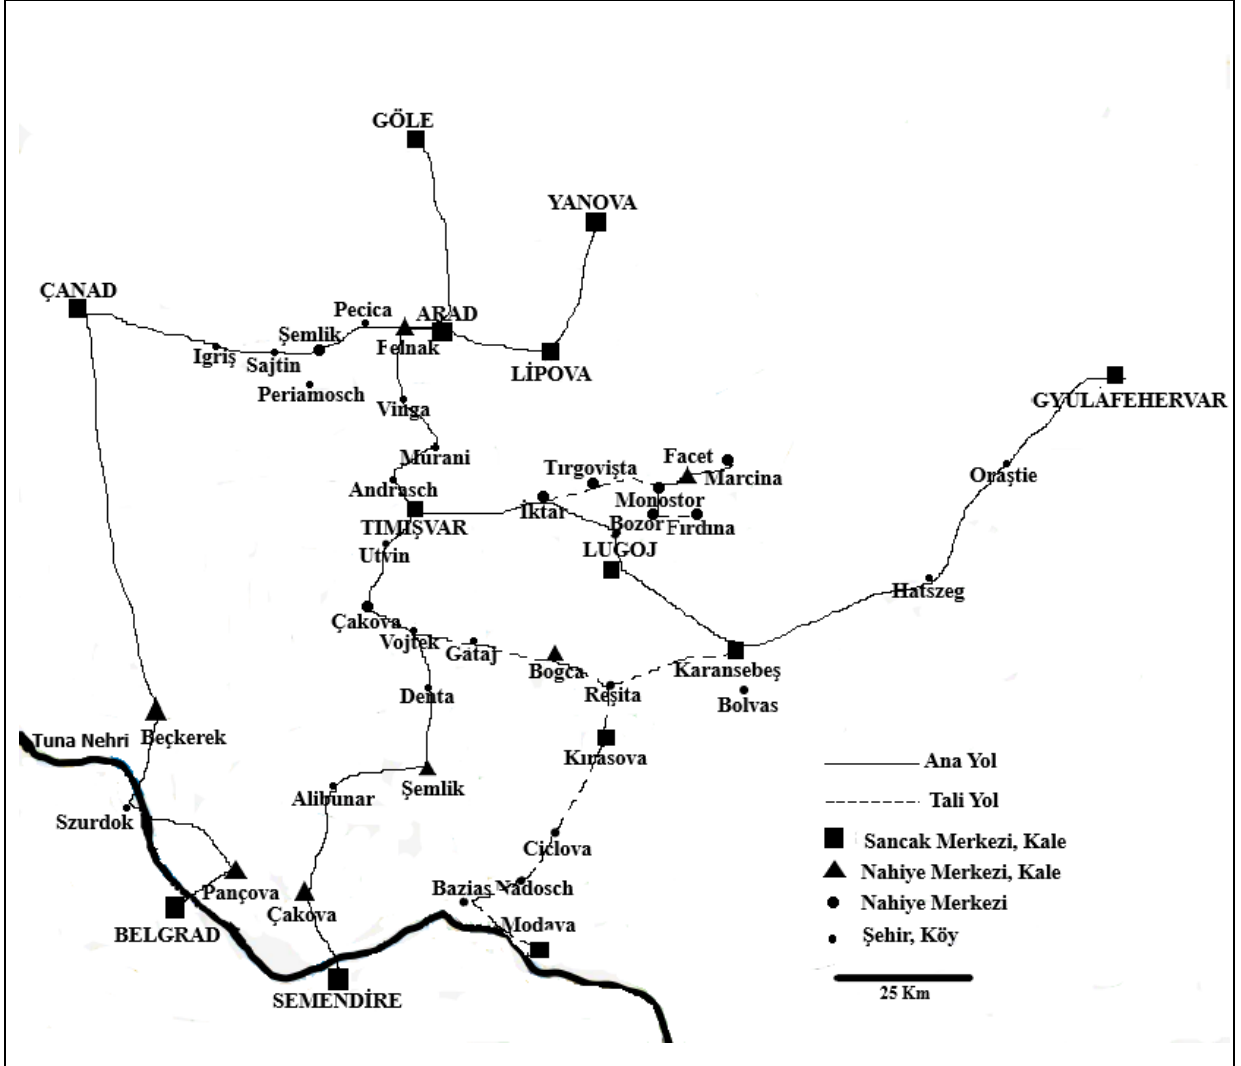 GÖLE
YANOVA
ÇANAD
Pecica
ARAD
Şemlik
Felnak
Igriş
Sajtin
LİPOVA
Periamosch
GYULAFEHERVAR
Vinga
Murani
Facet
Tırgovişta
Marcina
Oraştie
Andrasch
Monostor
İktar
TIMIŞVAR
Bozor
Fırdına
LUGOJ
Utvin
Hatszeg
Çakova
Vojtek
Gataj
Bogca
Karansebeş
Reşita
Denta
Bolvas
Tuna Nehri
Beçkerek
Kırasova
Ana Yol
Şemlik
Alibunar
Tali Yol
Szurdok
Sancak Merkezi, Kale
Ciclova
Nahiye Merkezi, Kale
Bazias
Nadosch
Pançova
Çakova
Nahiye Merkezi
Modava
BELGRAD
Şehir, Köy
25 Km
SEMENDİRE